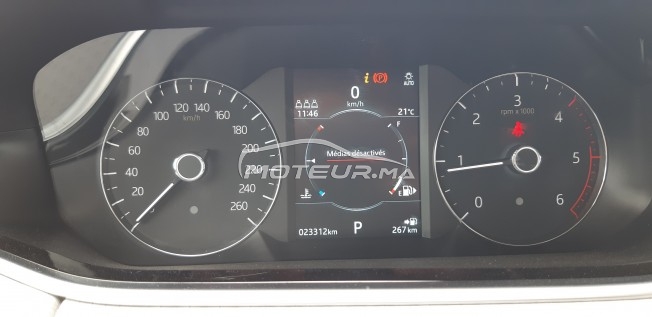 i (P) AUTO
0
km/h
11:46 21°C
20 40 60 80 100 120 140 160 180 200 220 240 260
km/h
Médias désactivés
F
E
0 1 2 3 4 5 6
rpm x 1000
MOTEUR.MA
023312km P 267 km